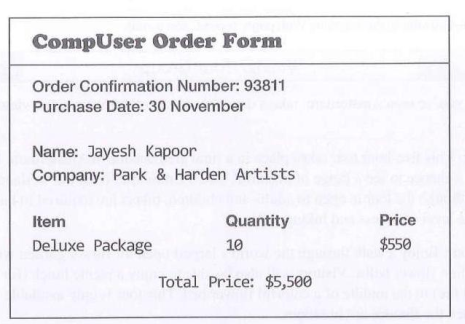 CompUser Order Form
Order Confirmation Number: 93811
Purchase Date: 30 November
Name: Jayesh Kapoor
Company: Park & Harden Artists
Item Quantity Price
Deluxe Package 10 $550
Total Price: $5,500